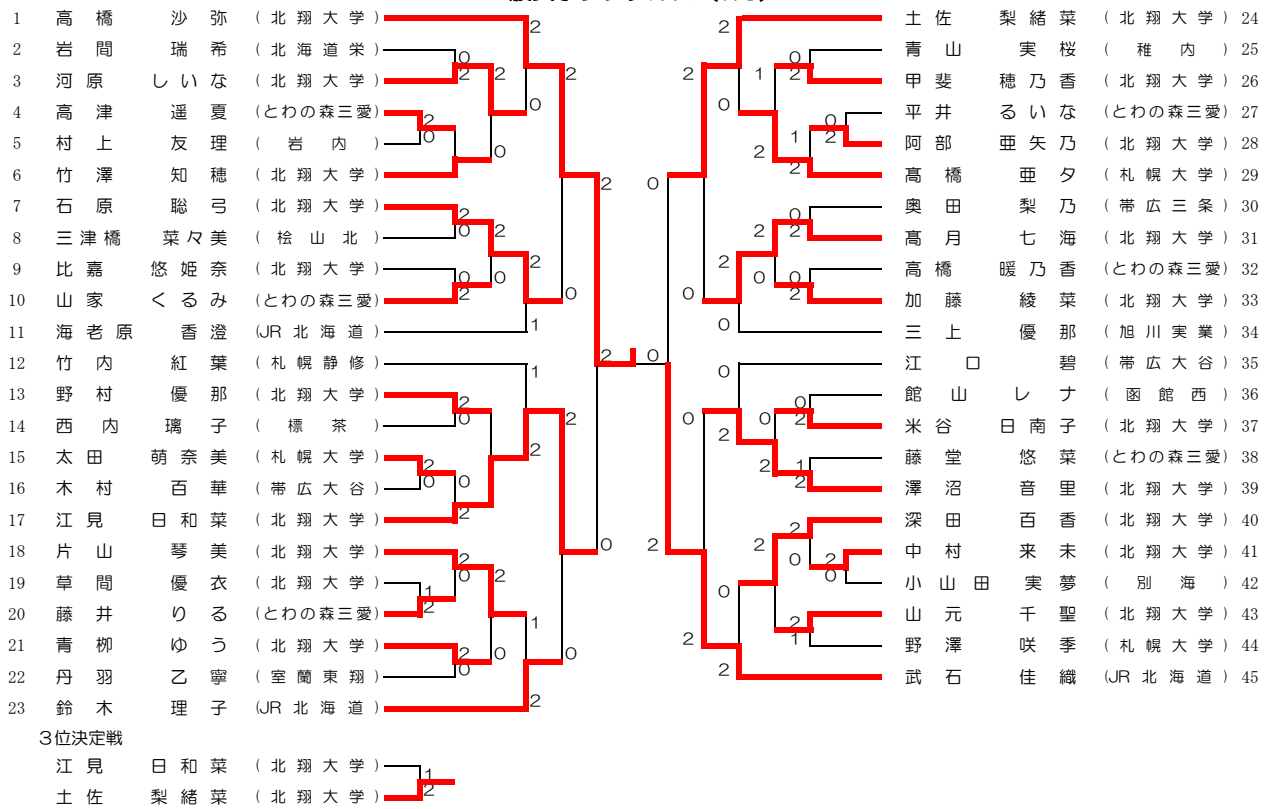 1 高橋 沙弥 (北翔大学)
2 岩間 瑞希 (北海道栄)
3 河原 しいな (北翔大学)
4 高津 遥夏 (とわの森三愛)
5 村上 友理 (岩内)
6 竹澤 知穂 (北翔大学)
7 石原 聡弓 (北翔大学)
8 三津橋 菜々美 (桧山北)
9 比嘉 悠姫奈 (北翔大学)
10 山家 くるみ (とわの森三愛)
11 海老原 香澄 (JR北海道)
12 竹内 紅葉 (札幌静修)
13 野村 優那 (北翔大学)
14 西内 璃子 (標茶)
15 太田 萌奈美 (札幌大学)
16 木村 百華 (帯広大谷)
17 江見 日和菜 (北翔大学)
18 片山 琴美 (北翔大学)
19 草間 優衣 (北翔大学)
20 藤井 りる (とわの森三愛)
21 青栁 ゆう (北翔大学)
22 丹羽 乙寧 (室蘭東翔)
23 鈴木 理子 (JR北海道)
土佐 梨緒菜 (北翔大学) 24
青山 実桜 (稚内) 25
甲斐 穂乃香 (北翔大学) 26
平井 るいな (とわの森三愛) 27
阿部 亜矢乃 (北翔大学) 28
髙橋 亜夕 (札幌大学) 29
奥田 梨乃 (帯広三条) 30
髙月 七海 (北翔大学) 31
高橋 暖乃香 (とわの森三愛) 32
加藤 綾菜 (北翔大学) 33
三上 優那 (旭川実業) 34
江口 碧 (帯広大谷) 35
館山 レナ (函館西) 36
米谷 日南子 (北翔大学) 37
藤堂 悠菜 (とわの森三愛) 38
澤沼 音里 (北翔大学) 39
深田 百香 (北翔大学) 40
中村 来未 (北翔大学) 41
小山田 実夢 (別海) 42
山元 千聖 (北翔大学) 43
野澤 咲季 (札幌大学) 44
武石 佳織 (JR北海道) 45
3位決定戦
江見 日和菜 (北翔大学) 1
土佐 梨緒菜 (北翔大学) 2